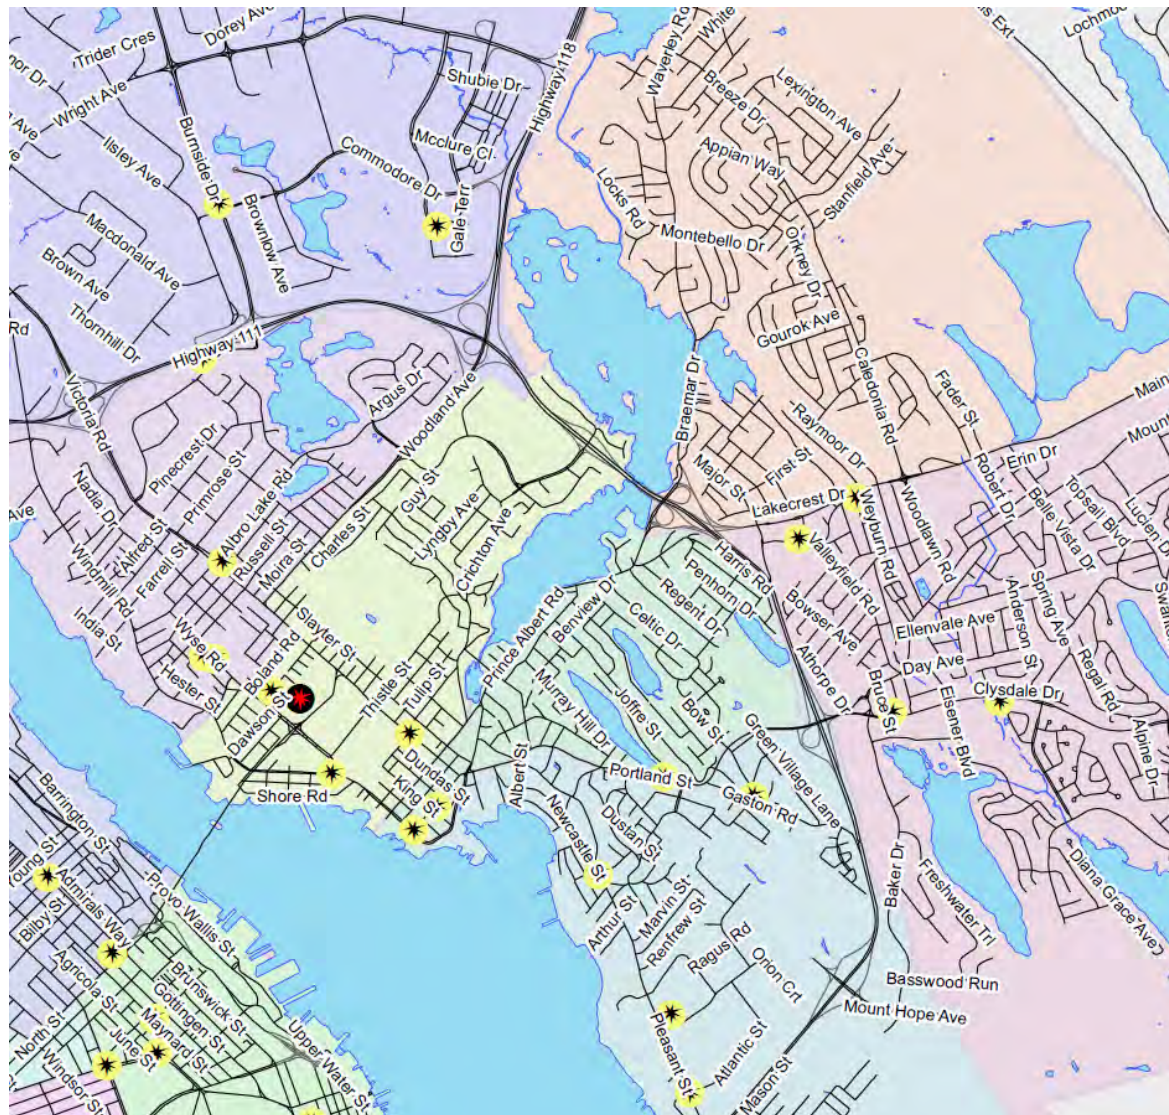 Trider Cres
Dorey Ave
Wright Ave
nor Dr
Ave
Ilsley Ave
Burnside Dr
Commodore Dr
Shubie Dr
Mcclure Cl
Gale Terr
Highway 118
Brownlow Ave
Macdonald Ave
Brown Ave
Thornhill Dr
Highway 111
Rd
Victoria Rd
Waverley Rd
White
Breeze Dr
Lexington Ave
Appian Way
Stanfield Ave
Locks Rd
Montebello Dr
Orkney Dr
Gourok Ave
Caledonia Rd
Fader St
s Ext
Lochmo
Main
Mount
Braemar Dr
Raymoor Dr
First St
Major St
Lakecrest Dr
Erin Dr
Robert Dr
Topsail Blvd
Belle Vista Dr
Lucien D
Woodlawn Rd
Weyburn Rd
Valleyfield Rd
Argus Dr
Woodland Ave
Pinecrest Dr
Primrose St
Nadia Dr
Albro Lake Rd
Alfred St
Farrell St
Russell St
Moira St
Charles St
Guy St
Lyngby Ave
Crichton Ave
Ave
Windmill Rd
India St
Wyse Rd
Hester St
Boland Rd
Slayter St
Dawson St
Thistle St
Tulip St
Prince Albert Rd
Benview Dr
Celtic Dr
Regent Dr
Penhorn Dr
Harris Rd
Bowser Ave
Ellenvale Ave
Anderson St
Spring Ave
Swan
Day Ave
Athorpe Dr
Bruce St
Clysdale Dr
Regal Rd
Eisener Blvd
Alpine Dr
Murray Hill Dr
Joffre St
Bow St
Green Village Lane
Portland St
Gaston Rd
Albert St
Dundas St
King St
Shore Rd
Newcastle St
Dustan St
Barrington St
Young St
Admirals Way
Bilby St
Provo Wallis St
Arthur St
Marvin St
Renfrew St
Ragus Rd
Orion Crt
Baker Dr
Freshwater Trl
Diana Grace Ave
Basswood Run
Mount Hope Ave
Agricola St
Brunswick St
Gottingen St
Maynard St
June St
North St
Windsor St
Upper Water St
Pleasant St
Atlantic St
Mason St